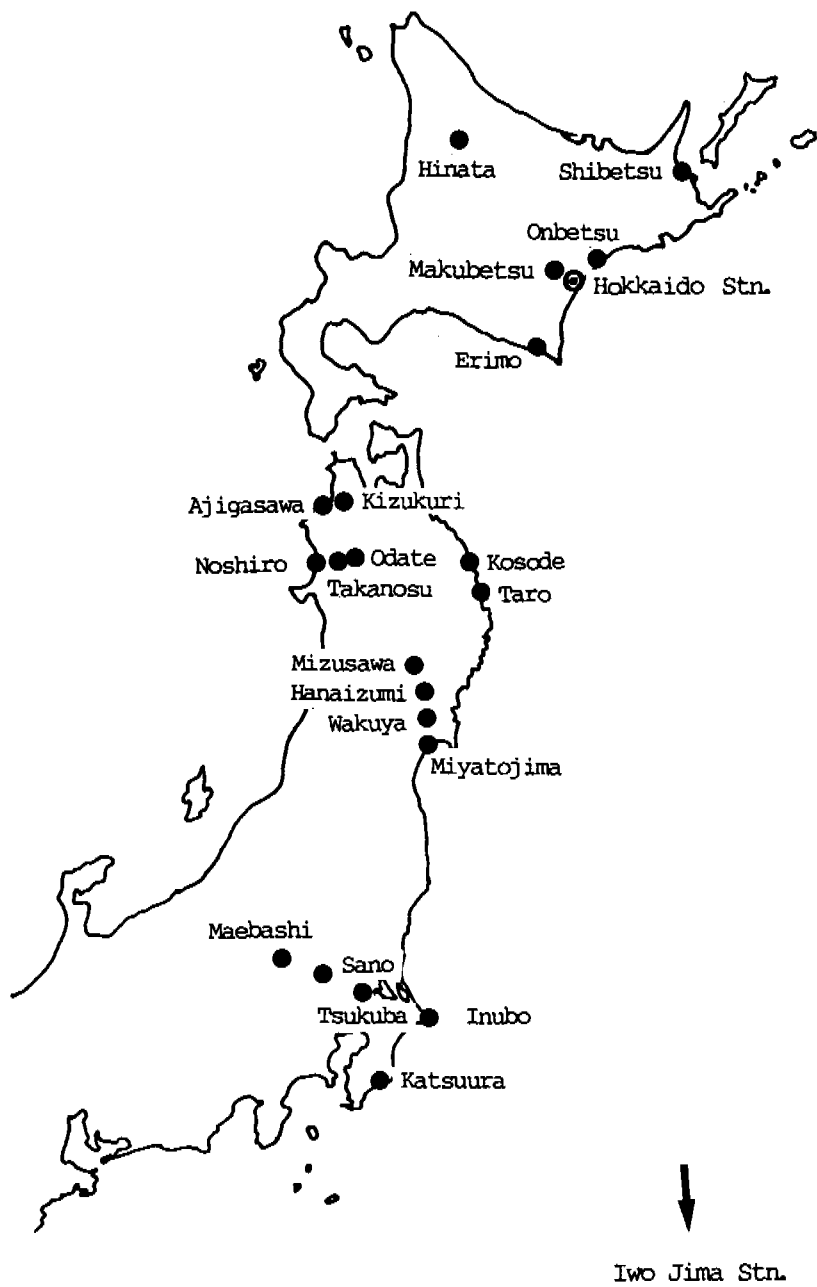 Hinata
Shibetsu
Onbetsu
Makubetsu
Hokkaido Stn.
Erimo
Ajigasawa
Kizukuri
Noshiro
Odate
Kosode
Takanosu
Taro
Mizusawa
Hanaizumi
Wakuya
Miyatojima
Maebashi
Sano
Tsukuba
Inubo
Katsuura
Iwo Jima Stn.